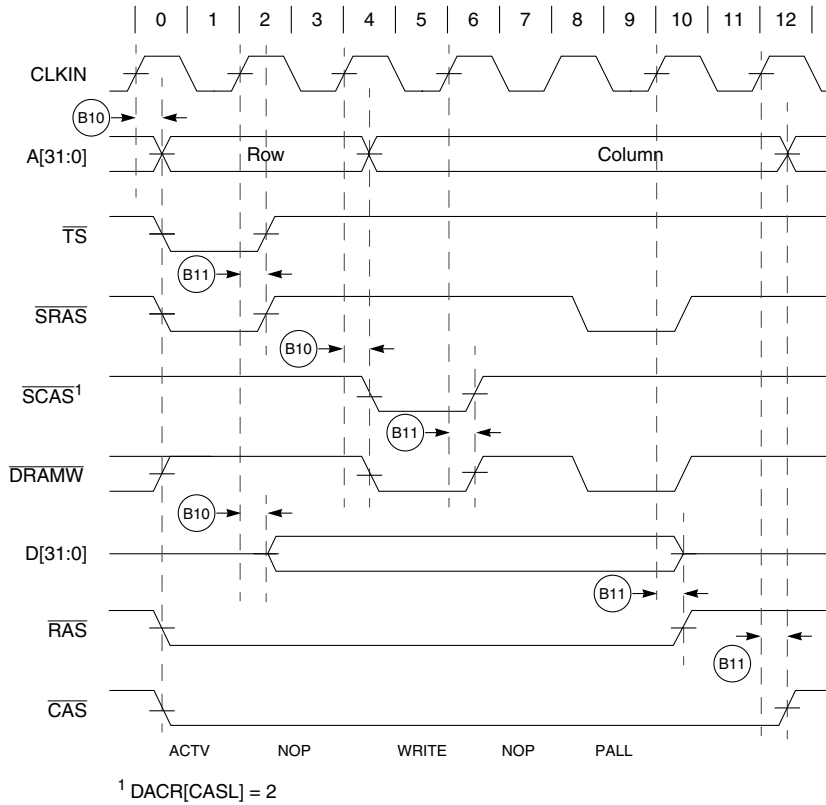 0 1 2 3 4 5 6 7 8 9 10 11 12
CLKIN
B10
A[31:0] Row Column
TS
B11
SRAS
B10
SCAS¹
B11
DRAMW
B10
D[31:0]
B11
RAS
B11
CAS
ACTV NOP WRITE NOP PALL
¹ DACR[CASL] = 2